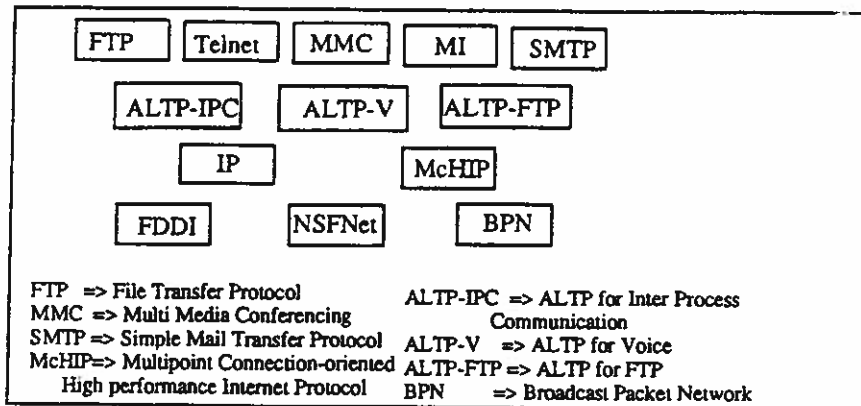 FTP Telnet MMC MI SMTP
ALTP-IPC ALTP-V ALTP-FTP
IP McHIP
FDDI NSFNet BPN
FTP => File Transfer Protocol
MMC => Multi Media Conferencing
SMTP => Simple Mail Transfer Protocol
McHIP=> Multipoint Connection-oriented
High performance Internet Protocol
ALTP-IPC => ALTP for Inter Process
Communication
ALTP-V => ALTP for Voice
ALTP-FTP => ALTP for FTP
BPN => Broadcast Packet Network